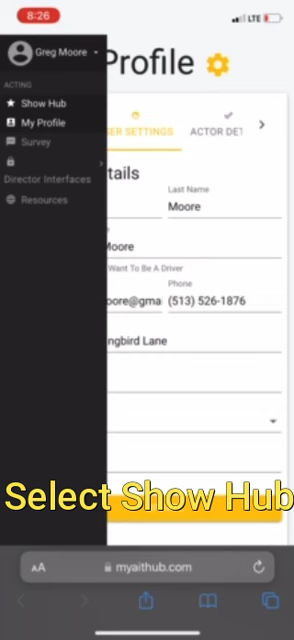 8:26
LTE
Greg Moore
Profile
ACTING
Show Hub
My Profile
Survey
Director Interfaces
Resources
ER SETTINGS
ACTOR DET
tails
Last Name
Moore
Moore
Want To Be A Driver
Phone
oore@gma
(513) 526-1876
ngbird Lane
Select Show Hub
AA
myaithub.com